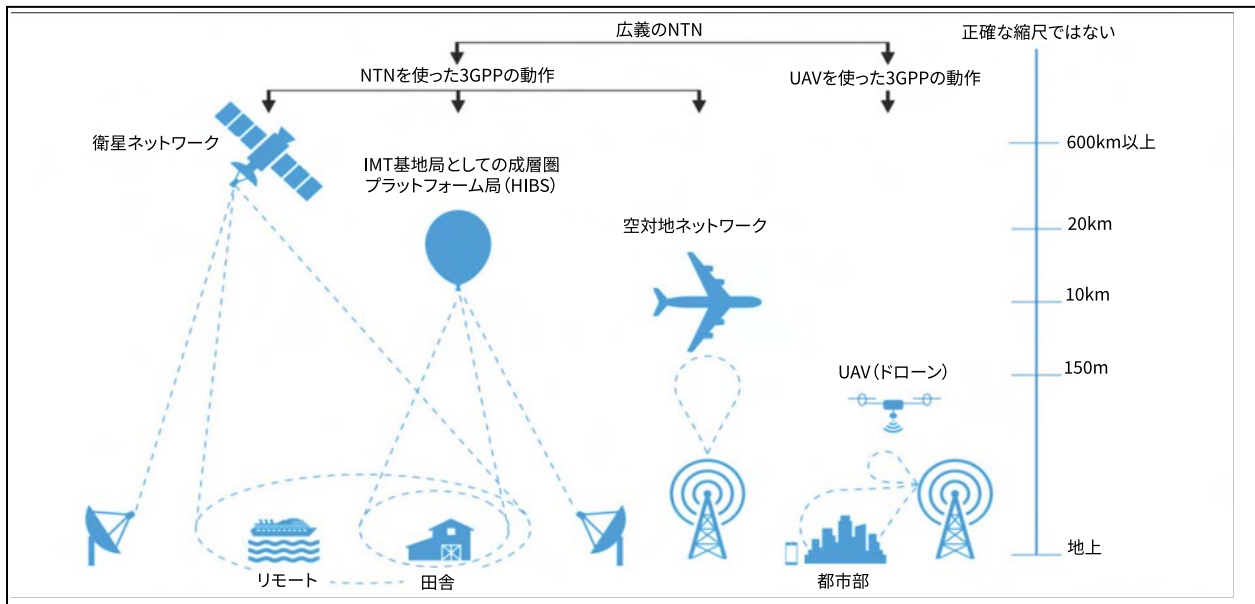 広義のNTN
正確な縮尺ではない
NTNを使った3GPPの動作
UAVを使った3GPPの動作
衛星ネットワーク
IMT基地局としての成層圏
プラットフォーム局（HIBS）
空対地ネットワーク
UAV（ドローン）
600km以上
20km
10km
150m
地上
リモート
田舎
都市部